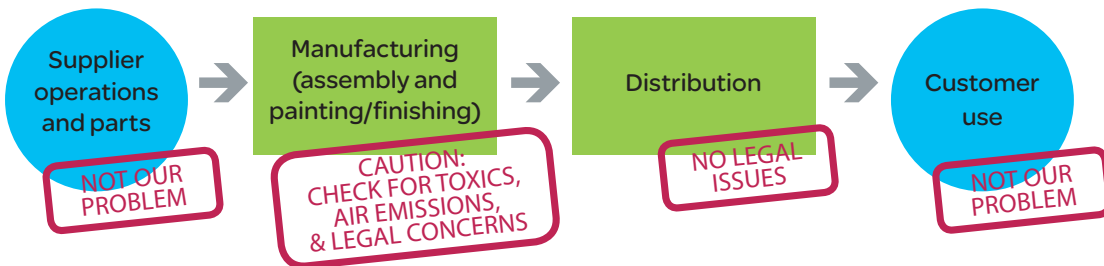 Supplier
operations
and parts
NOT OUR
PROBLEM
Manufacturing
(assembly and
painting/finishing)
CAUTION:
CHECK FOR TOXICS,
AIR EMISSIONS,
& LEGAL CONCERNS
Distribution
NO LEGAL
ISSUES
Customer
use
NOT OUR
PROBLEM